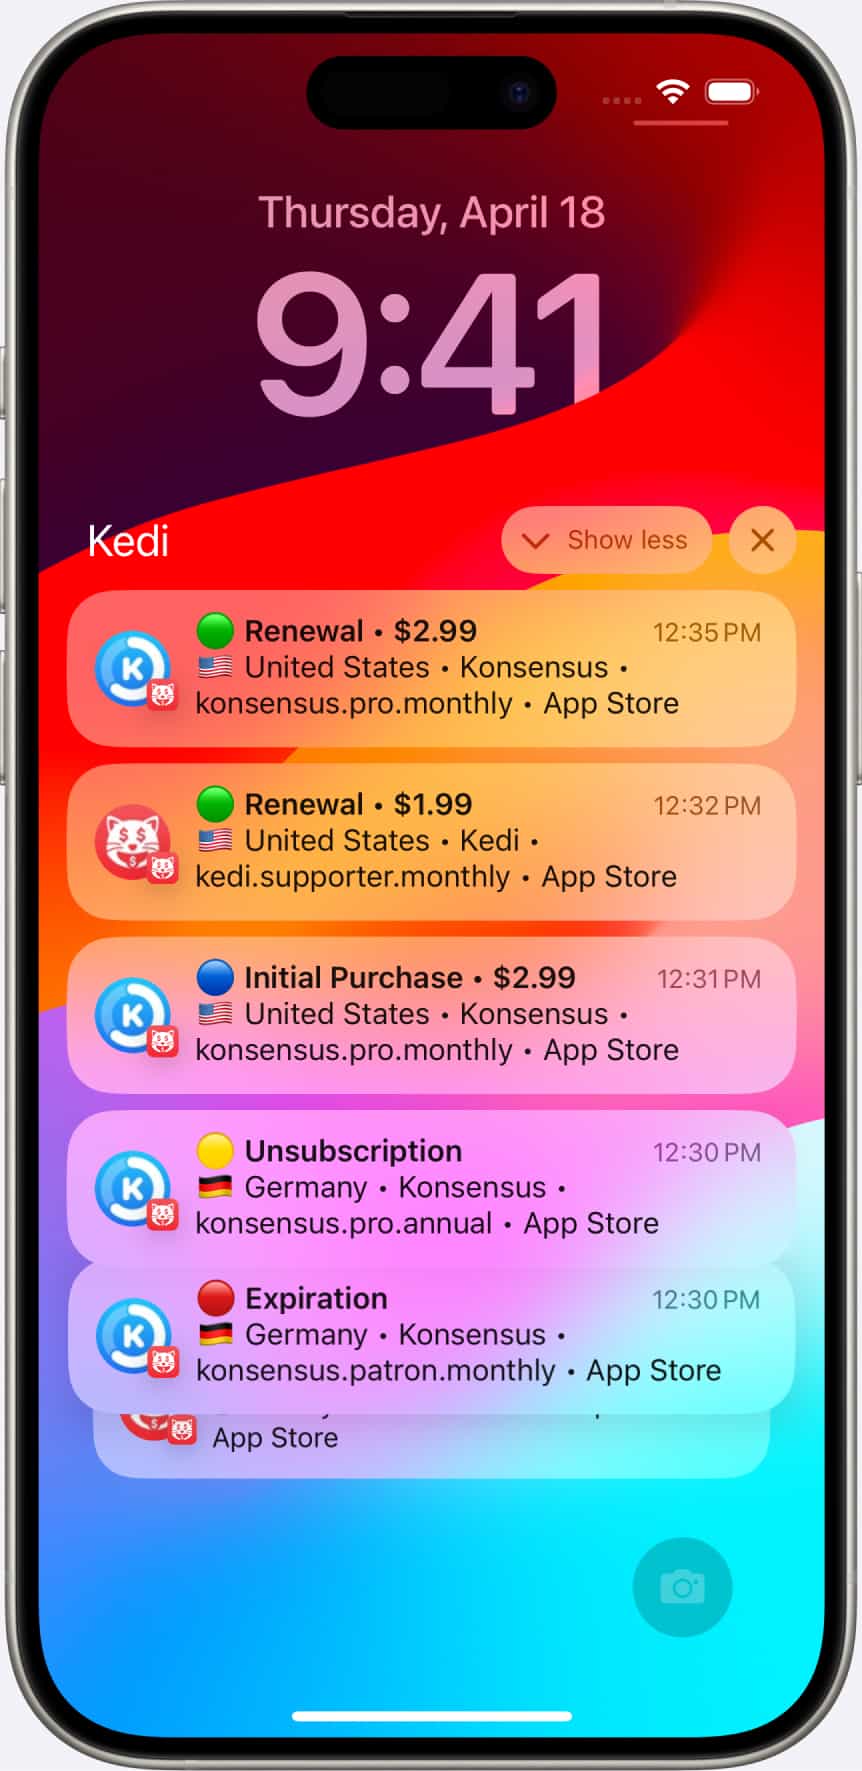 Thursday, April 18
9:41
Kedi
Show less
Renewal • $2.99 12:35 PM
United States • Konsensus •
konsensus.pro.monthly • App Store
Renewal • $1.99 12:32 PM
United States • Kedi •
kedi.supporter.monthly • App Store
Initial Purchase • $2.99 12:31 PM
United States • Konsensus •
konsensus.pro.monthly • App Store
Unsubscription 12:30 PM
Germany • Konsensus •
konsensus.pro.annual • App Store
Expiration 12:30 PM
Germany • Konsensus •
konsensus.patron.monthly • App Store
App Store